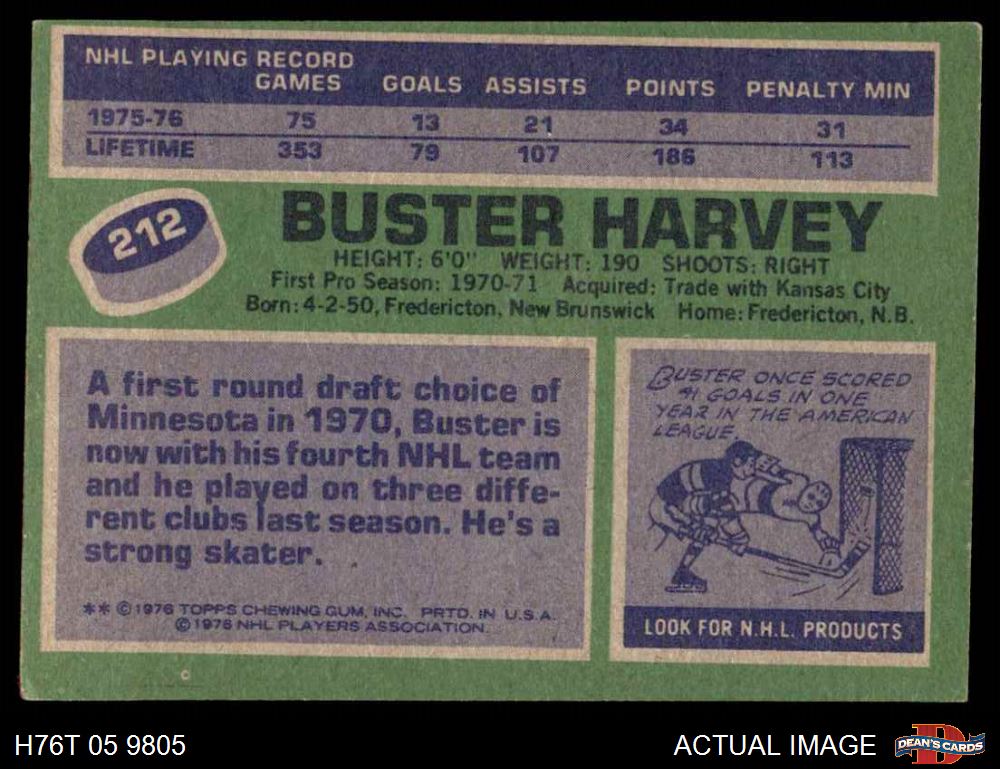 NHL PLAYING RECORD
GAMES GOALS ASSISTS POINTS PENALTY MIN
1975-76 75 13 21 34 31
LIFETIME 353 79 107 186 113
212
BUSTER HARVEY
HEIGHT: 6'0" WEIGHT: 190 SHOOTS: RIGHT
First Pro Season: 1970-71 Acquired: Trade with Kansas City
Born: 4-2-50, Fredericton, New Brunswick Home: Fredericton, N.B.
A first round draft choice of
Minnesota in 1970, Buster is
now with his fourth NHL team
and he played on three diffe-
rent clubs last season. He's a
strong skater.
** © 1976 TOPPS CHEWING GUM, INC. PRTD. IN U.S.A.
© 1976 NHL PLAYERS ASSOCIATION.
BUSTER ONCE SCORED
41 GOALS IN ONE
YEAR IN THE AMERICAN
LEAGUE.
LOOK FOR N.H.L. PRODUCTS
H76T 05 9805
ACTUAL IMAGE
DEAN'S CARDS